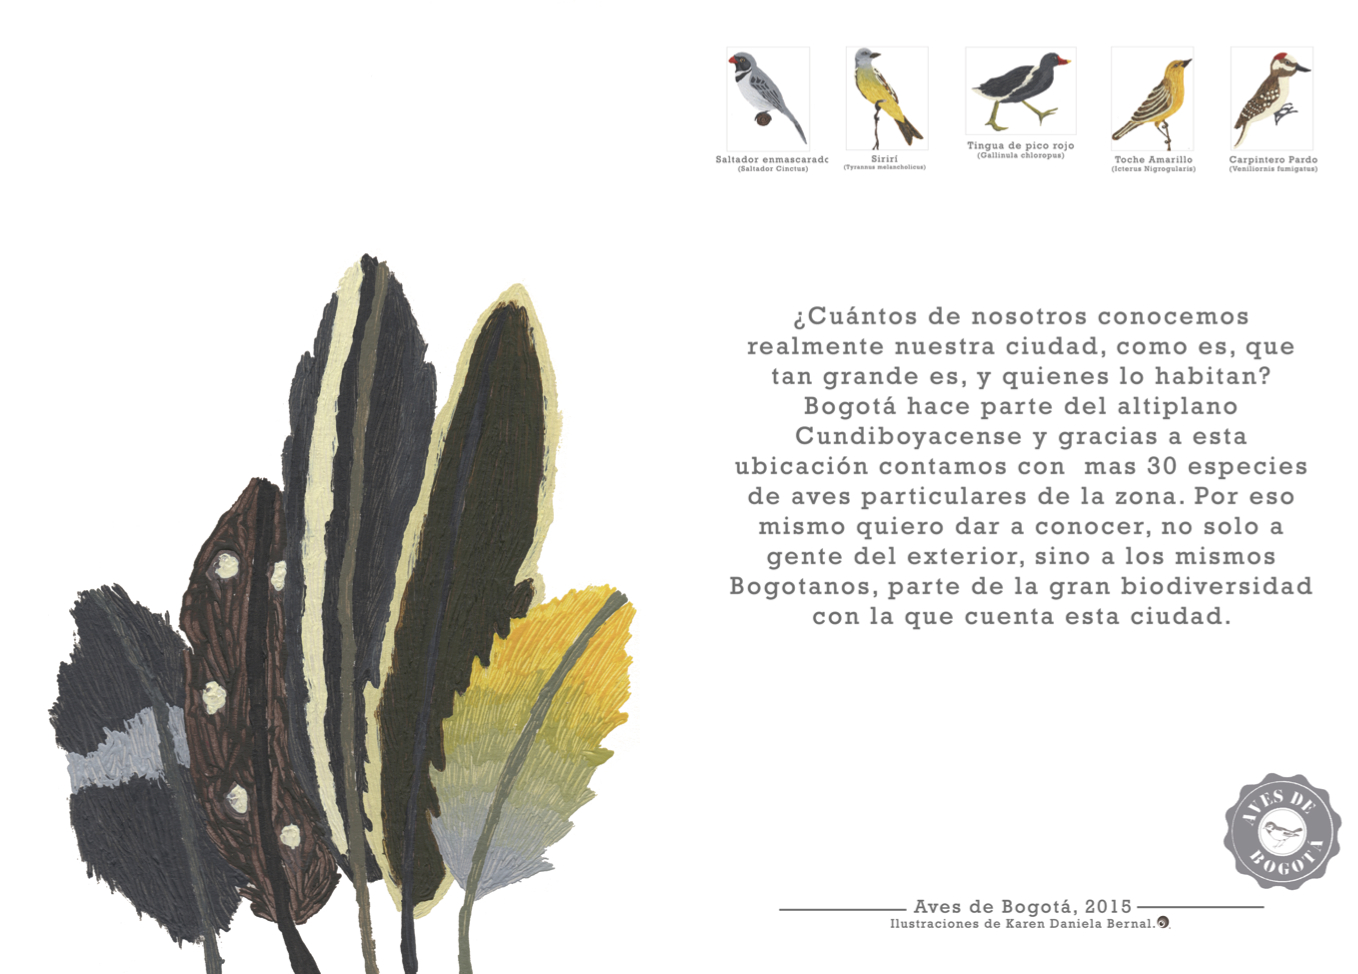 Saltador enmascarado
(Saltador Cinctus)
Sirirí
(Tyrannus melancholicus)
Tingua de pico rojo
(Gallinula chloropus)
Toche Amarillo
(Icterus Nigrogularis)
Carpintero Pardo
(Veniliornis fumigatus)
¿Cuántos de nosotros conocemos
realmente nuestra ciudad, como es, que
tan grande es, y quienes lo habitan?
Bogotá hace parte del altiplano
Cundiboyacense y gracias a esta
ubicación contamos con mas 30 especies
de aves particulares de la zona. Por eso
mismo quiero dar a conocer, no solo a
gente del exterior, sino a los mismos
Bogotanos, parte de la gran biodiversidad
con la que cuenta esta ciudad.
AVES DE
BOGOTÁ
Aves de Bogotá, 2015
Ilustraciones de Karen Daniela Bernal.